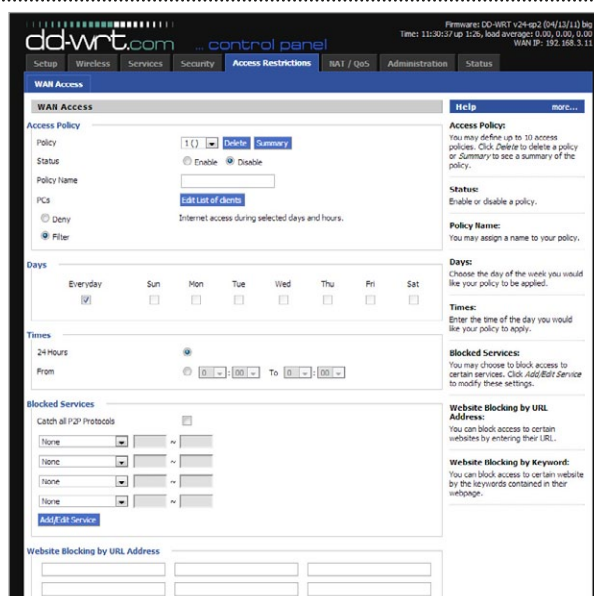 Firmware: DD-WRT v24-sp2 (04/13/11) big
Time: 11:30:37 up 1:26, load average: 0.00, 0.00, 0.00
WAN IP: 192.168.3.11
dd-wrt.com ... control panel
Setup Wireless Services Security Access Restrictions NAT / QoS Administration Status
WAN Access
WAN Access
Access Policy
Policy 1 () Delete Summary
Status Enable Disable
Policy Name
PCs Edit List of clients
Deny Internet access during selected days and hours.
Filter
Days
Everyday Sun Mon Tue Wed Thu Fri Sat
Times
24 Hours
From 0 : 00 To 0 : 00
Blocked Services
Catch all P2P Protocols
None ~
None ~
None ~
None ~
Add/Edit Service
Website Blocking by URL Address
Help more...
Access Policy:
You may define up to 10 access
policies. Click Delete to delete a policy
or Summary to see a summary of the
policy.
Status:
Enable or disable a policy.
Policy Name:
You may assign a name to your policy.
Days:
Choose the day of the week you would
like your policy to be applied.
Times:
Enter the time of the day you would
like your policy to apply.
Blocked Services:
You may choose to block access to
certain services. Click Add/Edit Service
to modify these settings.
Website Blocking by URL
Address:
You can block access to certain
websites by entering their URL.
Website Blocking by Keyword:
You can block access to certain website
by the keywords contained in their
webpage.